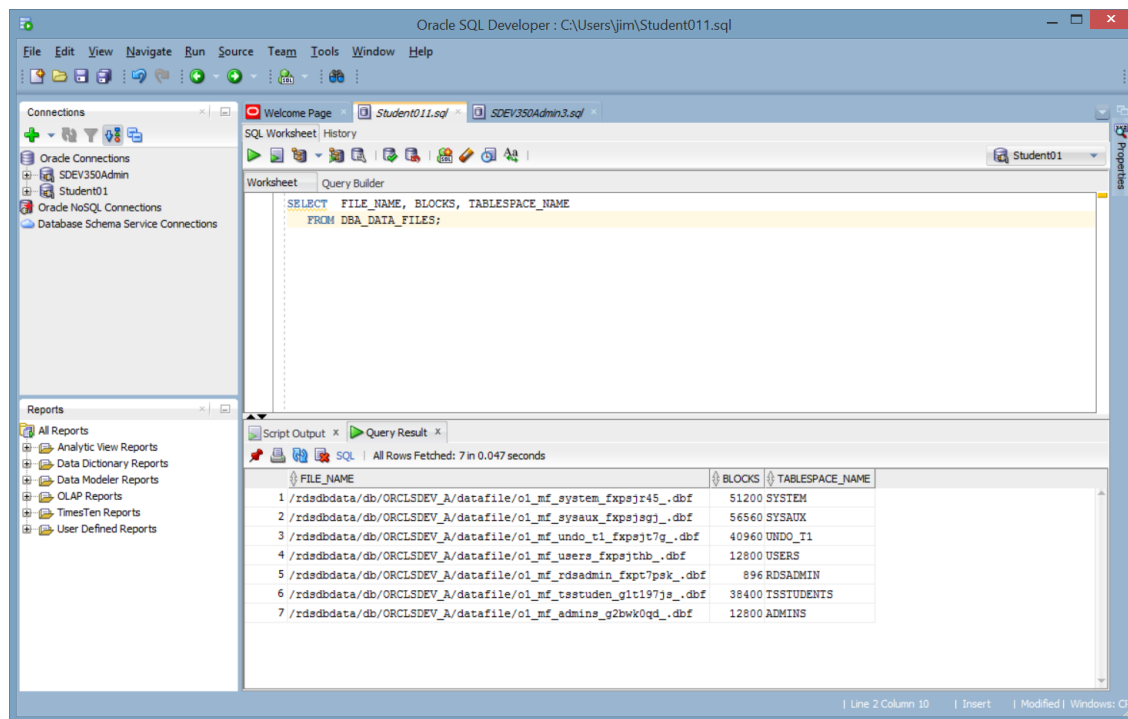 Oracle SQL Developer : C:\Users\jim\Student011.sql
File Edit View Navigate Run Source Team Tools Window Help
Connections
Oracle Connections
SDEV350Admin
Student01
Oracle NoSQL Connections
Database Schema Service Connections
Reports
All Reports
Analytic View Reports
Data Dictionary Reports
Data Modeler Reports
OLAP Reports
TimesTen Reports
User Defined Reports
Welcome Page Student011.sql SDEV350Admin3.sql
SQL Worksheet History
Student01
Worksheet Query Builder
SELECT FILE_NAME, BLOCKS, TABLESPACE_NAME
FROM DBA_DATA_FILES;
Script Output Query Result
SQL | All Rows Fetched: 7 in 0.047 seconds
FILE_NAME BLOCKS TABLESPACE_NAME
1 /rdsdbdata/db/ORCLSDEV_A/datafile/o1_mf_system_fxpsjr45_.dbf 51200 SYSTEM
2 /rdsdbdata/db/ORCLSDEV_A/datafile/o1_mf_sysaux_fxpsjsgj_.dbf 56560 SYSAUX
3 /rdsdbdata/db/ORCLSDEV_A/datafile/o1_mf_undo_t1_fxpsjt7g_.dbf 40960 UNDO_T1
4 /rdsdbdata/db/ORCLSDEV_A/datafile/o1_mf_users_fxpsjthb_.dbf 12800 USERS
5 /rdsdbdata/db/ORCLSDEV_A/datafile/o1_mf_rdsadmin_fxpt7psk_.dbf 896 RDSADMIN
6 /rdsdbdata/db/ORCLSDEV_A/datafile/o1_mf_tsstuden_g1t197js_.dbf 38400 TSSTUDENTS
7 /rdsdbdata/db/ORCLSDEV_A/datafile/o1_mf_admins_g2bwk0qd_.dbf 12800 ADMINS
Properties
| Line 2 Column 10 | Insert | Modified | Windows: CF